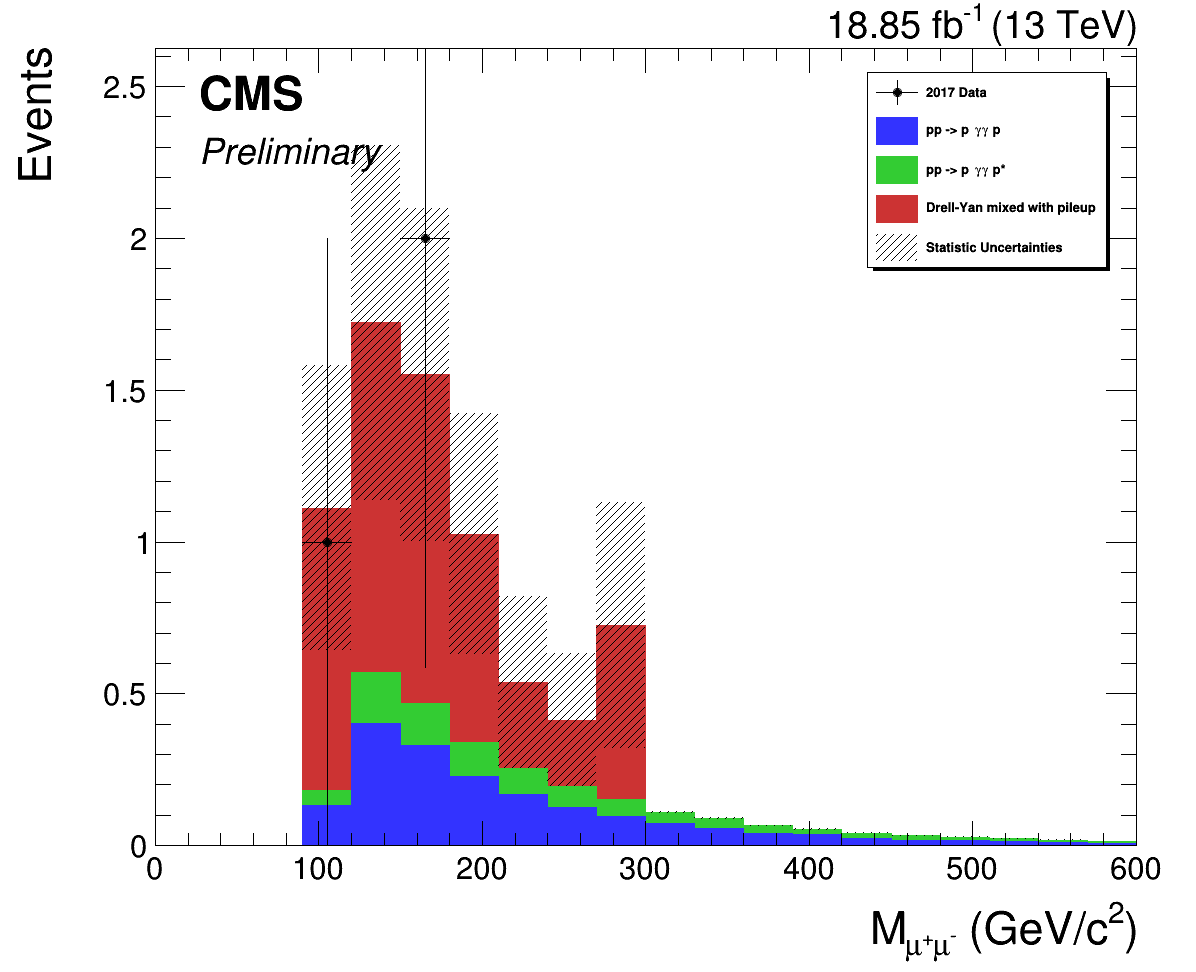 18.85 fb⁻¹ (13 TeV)
Events
CMS
Preliminary
2017 Data
pp -> p γγ p
pp -> p γγ p*
Drell-Yan mixed with pileup
Statistic Uncertainties
2.5
2
1.5
1
0.5
0
0 100 200 300 400 500 600
M_μ⁺μ⁻ (GeV/c²)